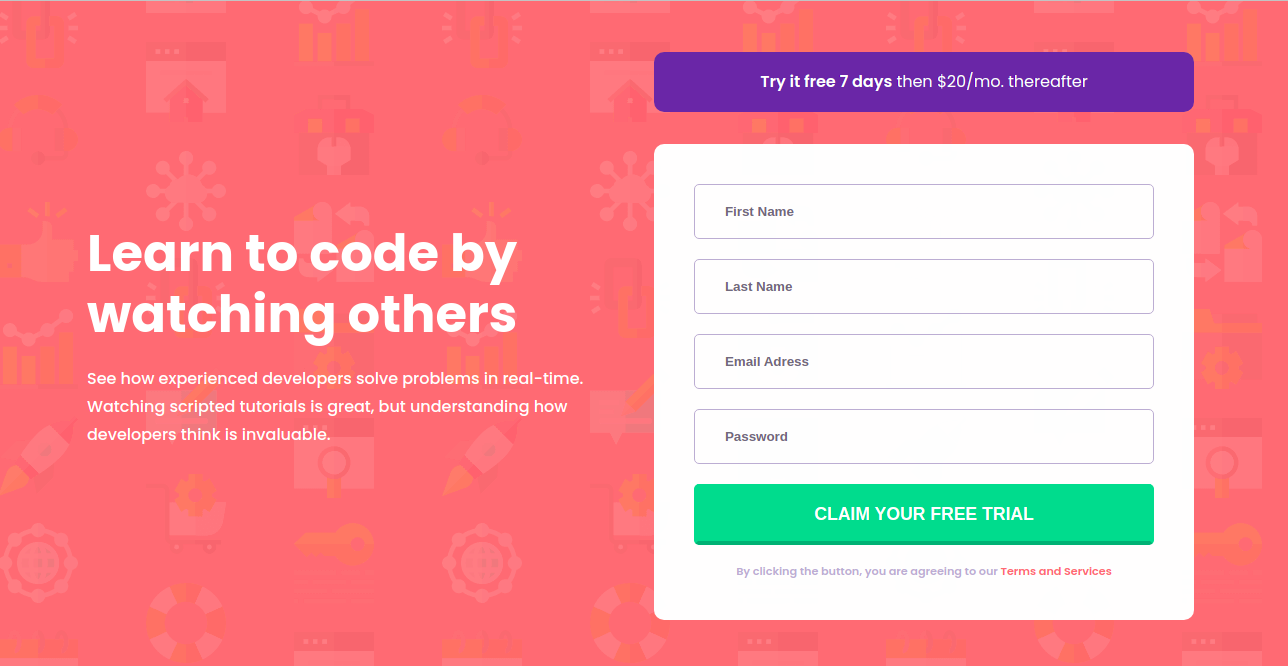 Learn to code by
watching others
See how experienced developers solve problems in real-time.
Watching scripted tutorials is great, but understanding how
developers think is invaluable.
Try it free 7 days then $20/mo. thereafter
First Name
Last Name
Email Adress
Password
CLAIM YOUR FREE TRIAL
By clicking the button, you are agreeing to our Terms and Services